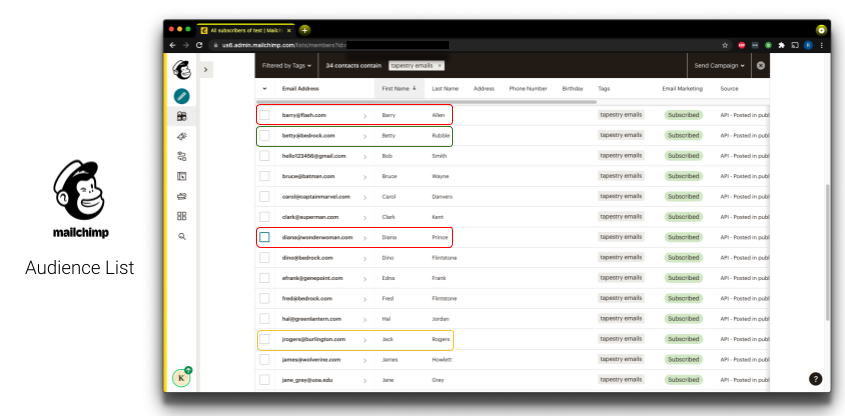 All subscribers of test | Mailch
us6.admin.mailchimp.com/lists/members?id=
Filtered by Tags 34 contacts contain tapestry emails × Send Campaign
Email Address First Name Last Name Address Phone Number Birthday Tags Email Marketing Source
barry@flash.com Barry Allen tapestry emails Subscribed API - Posted in publ
betty@bedrock.com Betty Rubble tapestry emails Subscribed API - Posted in publ
hello123456@gmail.com Bob Smith tapestry emails Subscribed API - Posted in publ
bruce@batman.com Bruce Wayne tapestry emails Subscribed API - Posted in publ
carol@captainmarvel.com Carol Danvers tapestry emails Subscribed API - Posted in publ
clark@superman.com Clark Kent tapestry emails Subscribed API - Posted in publ
mailchimp
diana@wonderwoman.com Diana Prince tapestry emails Subscribed API - Posted in publ
Audience List
dino@bedrock.com Dino Flintstone tapestry emails Subscribed API - Posted in publ
efrank@genepoint.com Edna Frank tapestry emails Subscribed API - Posted in publ
fred@bedrock.com Fred Flintstone tapestry emails Subscribed API - Posted in publ
hal@greenlantern.com Hal Jordan tapestry emails Subscribed API - Posted in publ
jrogers@burlington.com Jack Rogers tapestry emails Subscribed API - Posted in publ
james@wolverine.com James Howlett tapestry emails Subscribed API - Posted in publ
jane_grey@uoa.edu Jane Grey tapestry emails Subscribed API - Posted in publ
K
?